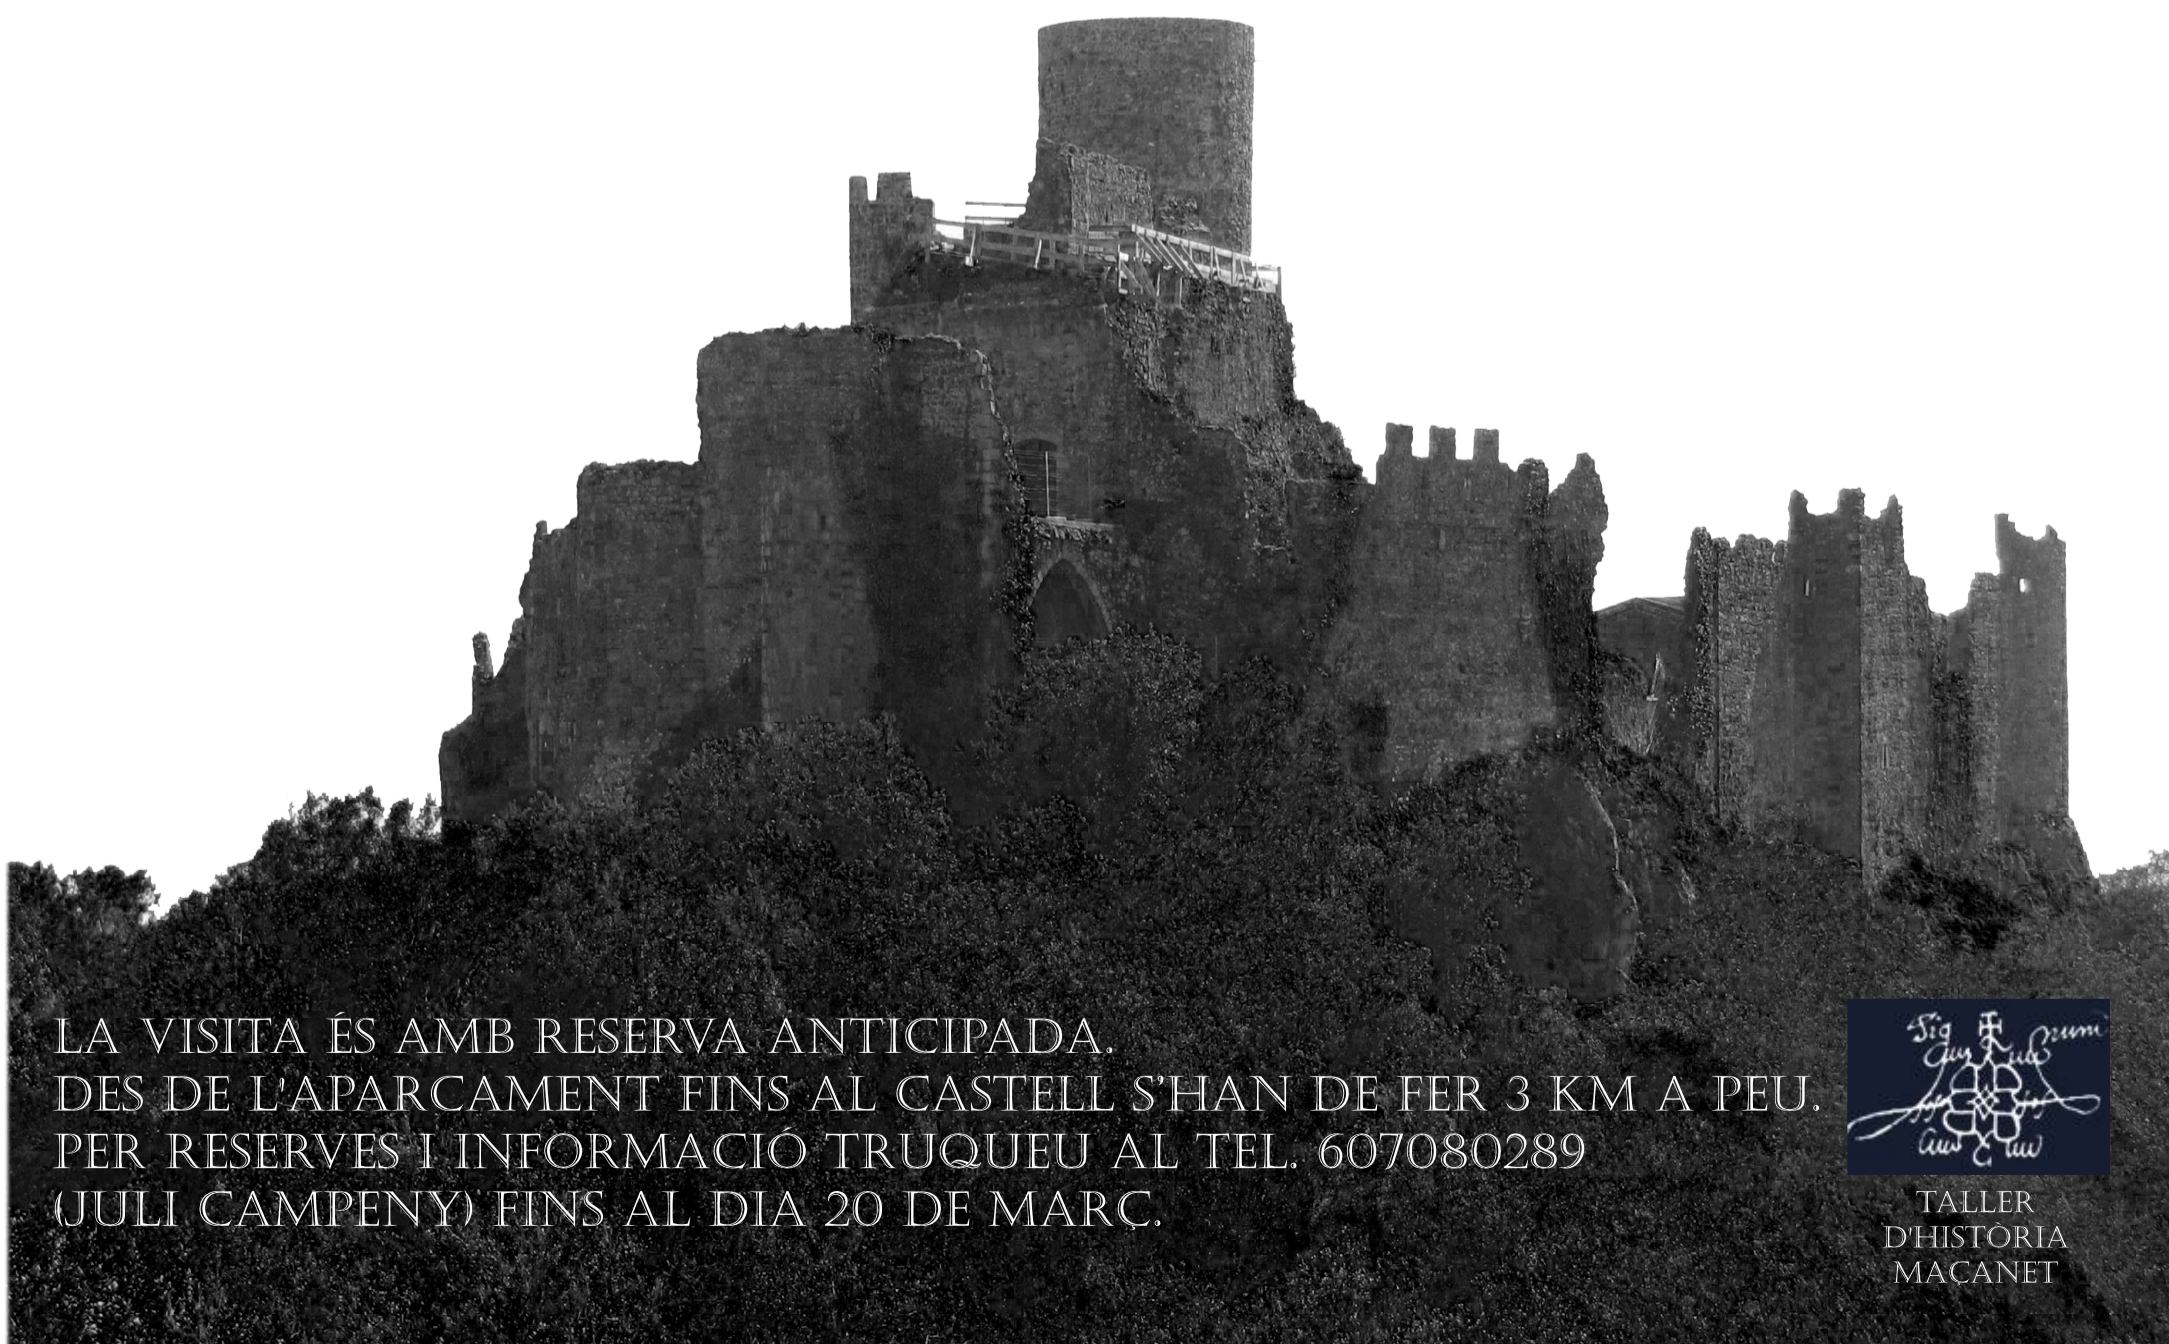 LA VISITA ÉS AMB RESERVA ANTICIPADA.
DES DE L'APARCAMENT FINS AL CASTELL S'HAN DE FER 3 KM A PEU.
PER RESERVES I INFORMACIÓ TRUQUEU AL TEL. 607080289
(JULI CAMPENY) FINS AL DIA 20 DE MARÇ.
TALLER
D'HISTÒRIA
MAÇANET